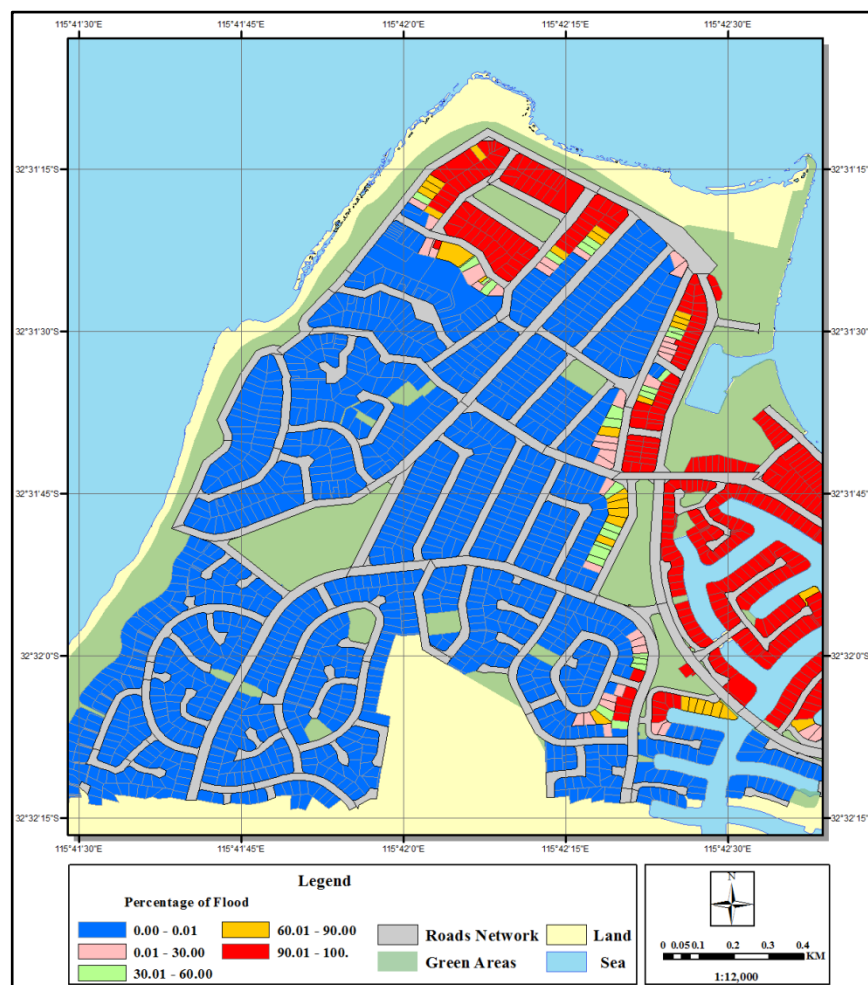 115°41'30"E 115°41'45"E 115°42'0"E 115°42'15"E 115°42'30"E
32°31'15"S 32°31'15"S
32°31'30"S 32°31'30"S
32°31'45"S 32°31'45"S
32°32'0"S 32°32'0"S
32°32'15"S 32°32'15"S
115°41'30"E 115°41'45"E 115°42'0"E 115°42'15"E 115°42'30"E
Legend
Percentage of Flood
0.00 - 0.01
0.01 - 30.00
30.01 - 60.00
60.01 - 90.00
90.01 - 100.
Roads Network
Green Areas
Land
Sea
N
0 0.05 0.1 0.2 0.3 0.4
KM
1:12,000